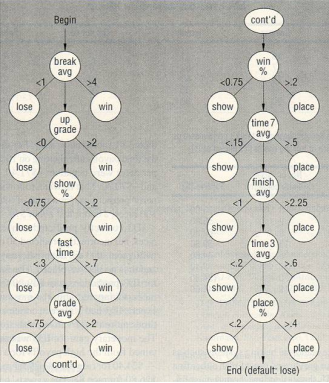 Begin
break
avg
<1
>4
lose
win
up
grade
<0
>2
lose
win
show
%
<0.75
>.2
lose
win
fast
time
<.3
>.7
lose
win
grade
avg
<.75
>2
lose
win
cont'd
cont'd
win
%
<0.75
>.2
show
place
time7
avg
<.15
>.5
show
place
finish
avg
<1
>2.25
show
place
time3
avg
<.2
>.6
show
place
place
%
<.2
>.4
show
place
End (default: lose)